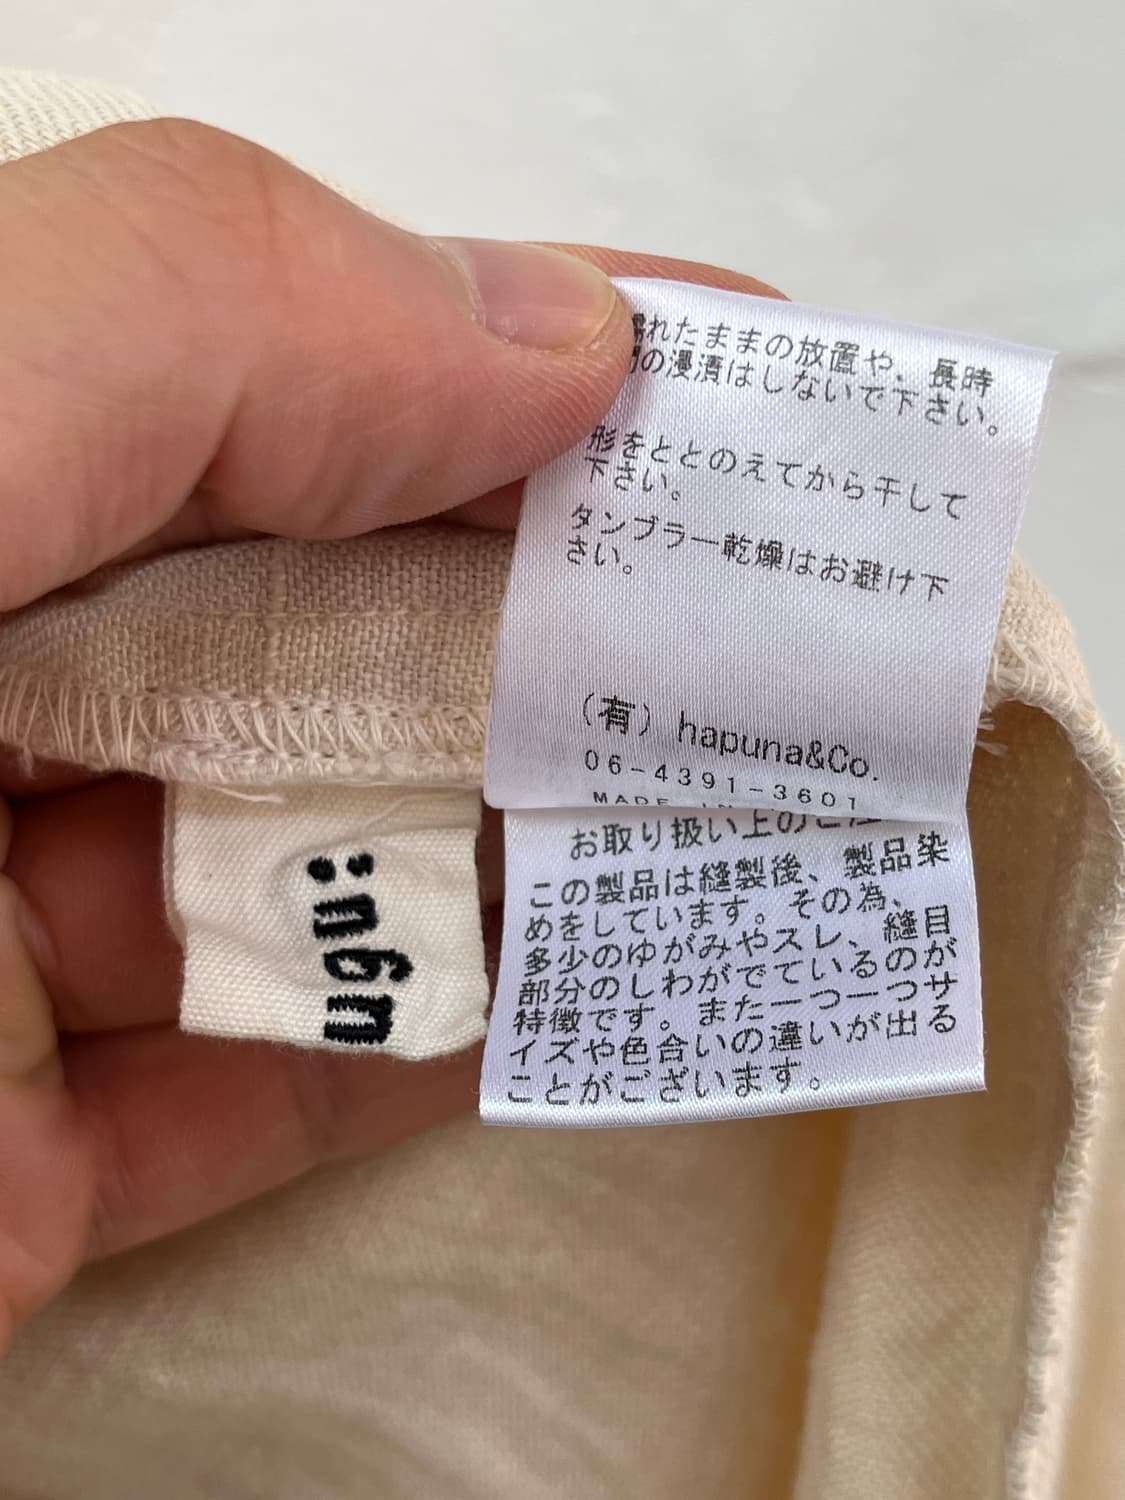 濡れたままの放置や、長時
間の浸漬はしないで下さい。
形をととのえてから干して
下さい。
タンブラー乾燥はお避け下
さい。
(有) hapuna&Co.
06-4391-3601
MADE IN
お取り扱い上のご注
この製品は縫製後、製品染
めをしています。その為、
多少のゆがみやスレ、縫目
部分のしわがでているのが
特徴です。また一つ一つサ
イズや色合いの違いが出る
ことがございます。